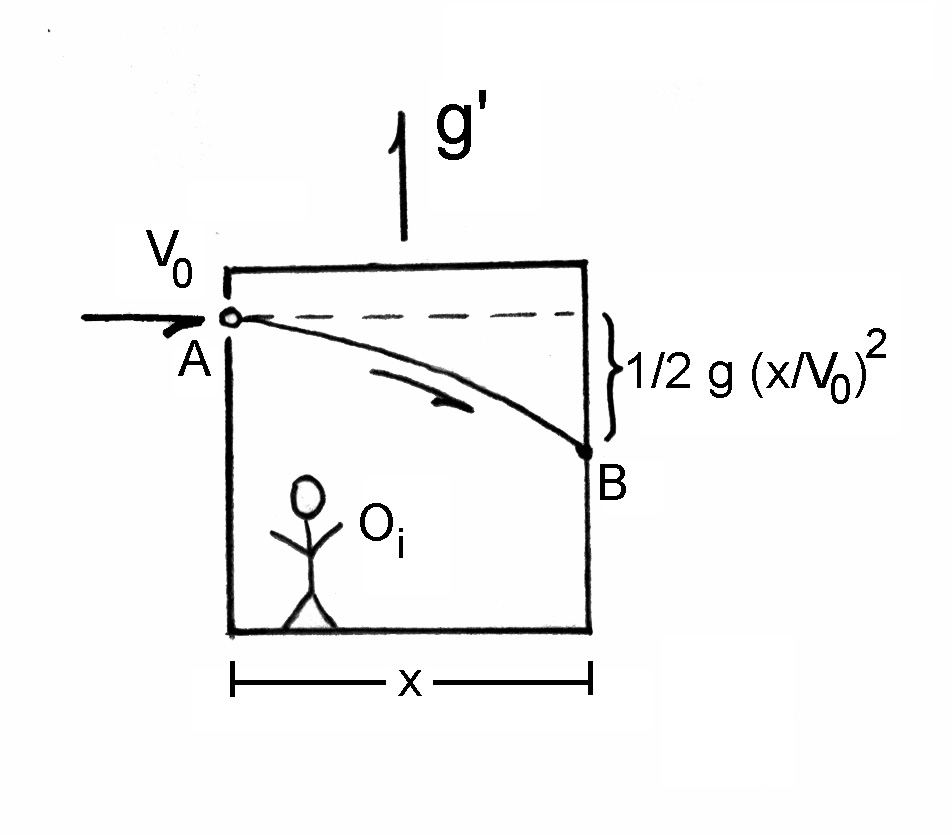 g'
V₀
A
1/2 g (x/V₀)²
B
Oᵢ
x